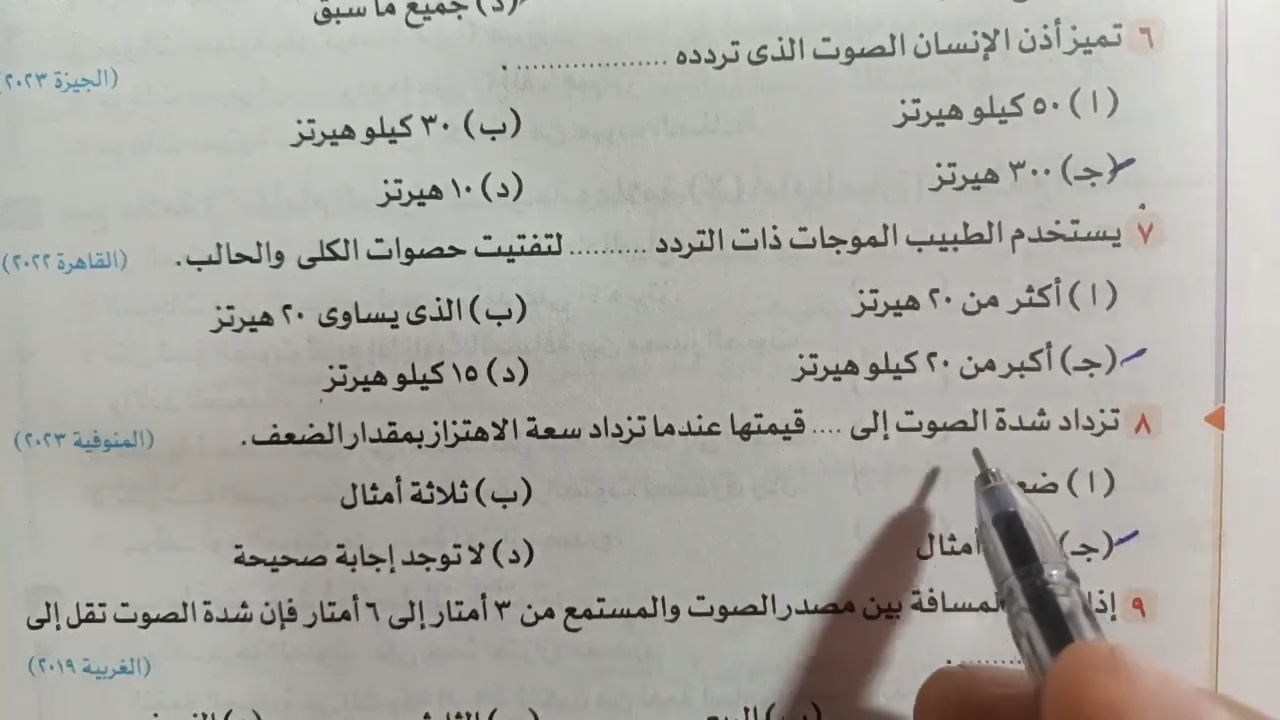 (د) جميع ما سبق
٦ تميز أذن الإنسان الصوت الذى تردده .................... .
(الجيزة ٢٠٢٣)
(ا) ٥٠ كيلو هيرتز (ب) ٣٠ كيلو هيرتز
(جـ) ٣٠٠ هيرتز (د) ١٠ هيرتز
٧ يستخدم الطبيب الموجات ذات التردد .......... لتفتيت حصوات الكلى والحالب. (القاهرة ٢٠٢٢)
(ا) أكثر من ٢٠ هيرتز (ب) الذى يساوى ٢٠ هيرتز
(جـ) أكبر من ٢٠ كيلو هيرتز (د) ١٥ كيلو هيرتز
٨ تزداد شدة الصوت إلى .... قيمتها عندما تزداد سعة الاهتزاز بمقدار الضعف. (المنوفية ٢٠٢٣)
(ا) (ب) ثلاثة أمثال
(جـ) أمثال (د) لا توجد إجابة صحيحة
٩ المسافة بين مصدر الصوت والمستمع من ٣ أمتار إلى ٦ أمتار فإن شدة الصوت تقل إلى
.......... . (الغربية ٢٠١٩)